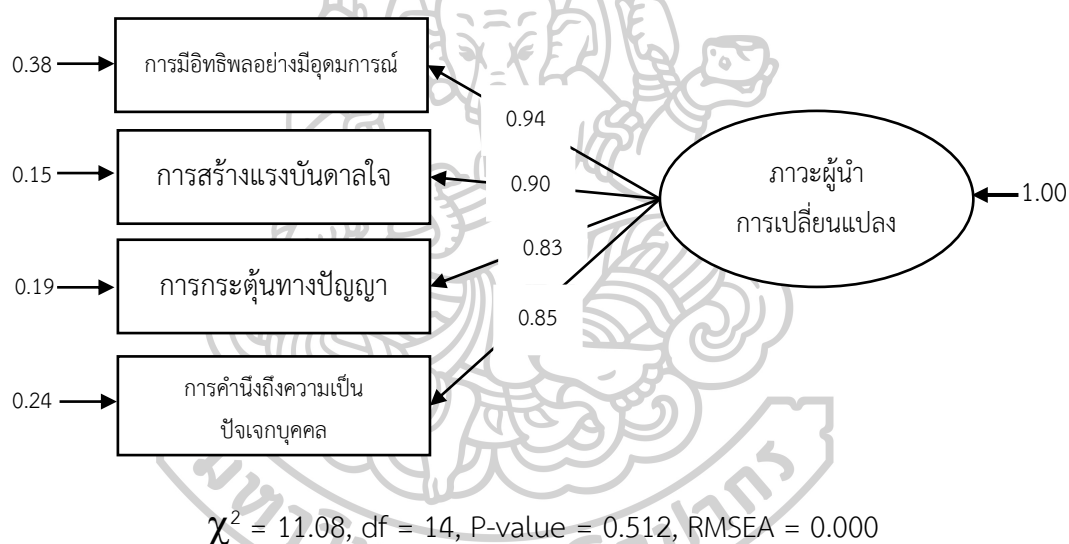 0.38
การมีอิทธิพลอย่างมีอุดมการณ์
0.94
0.15
การสร้างแรงบันดาลใจ
0.90
ภาวะผู้นำ
การเปลี่ยนแปลง
1.00
0.83
0.19
การกระตุ้นทางปัญญา
0.85
0.24
การคำนึงถึงความเป็น
ปัจเจกบุคคล
χ² = 11.08, df = 14, P-value = 0.512, RMSEA = 0.000